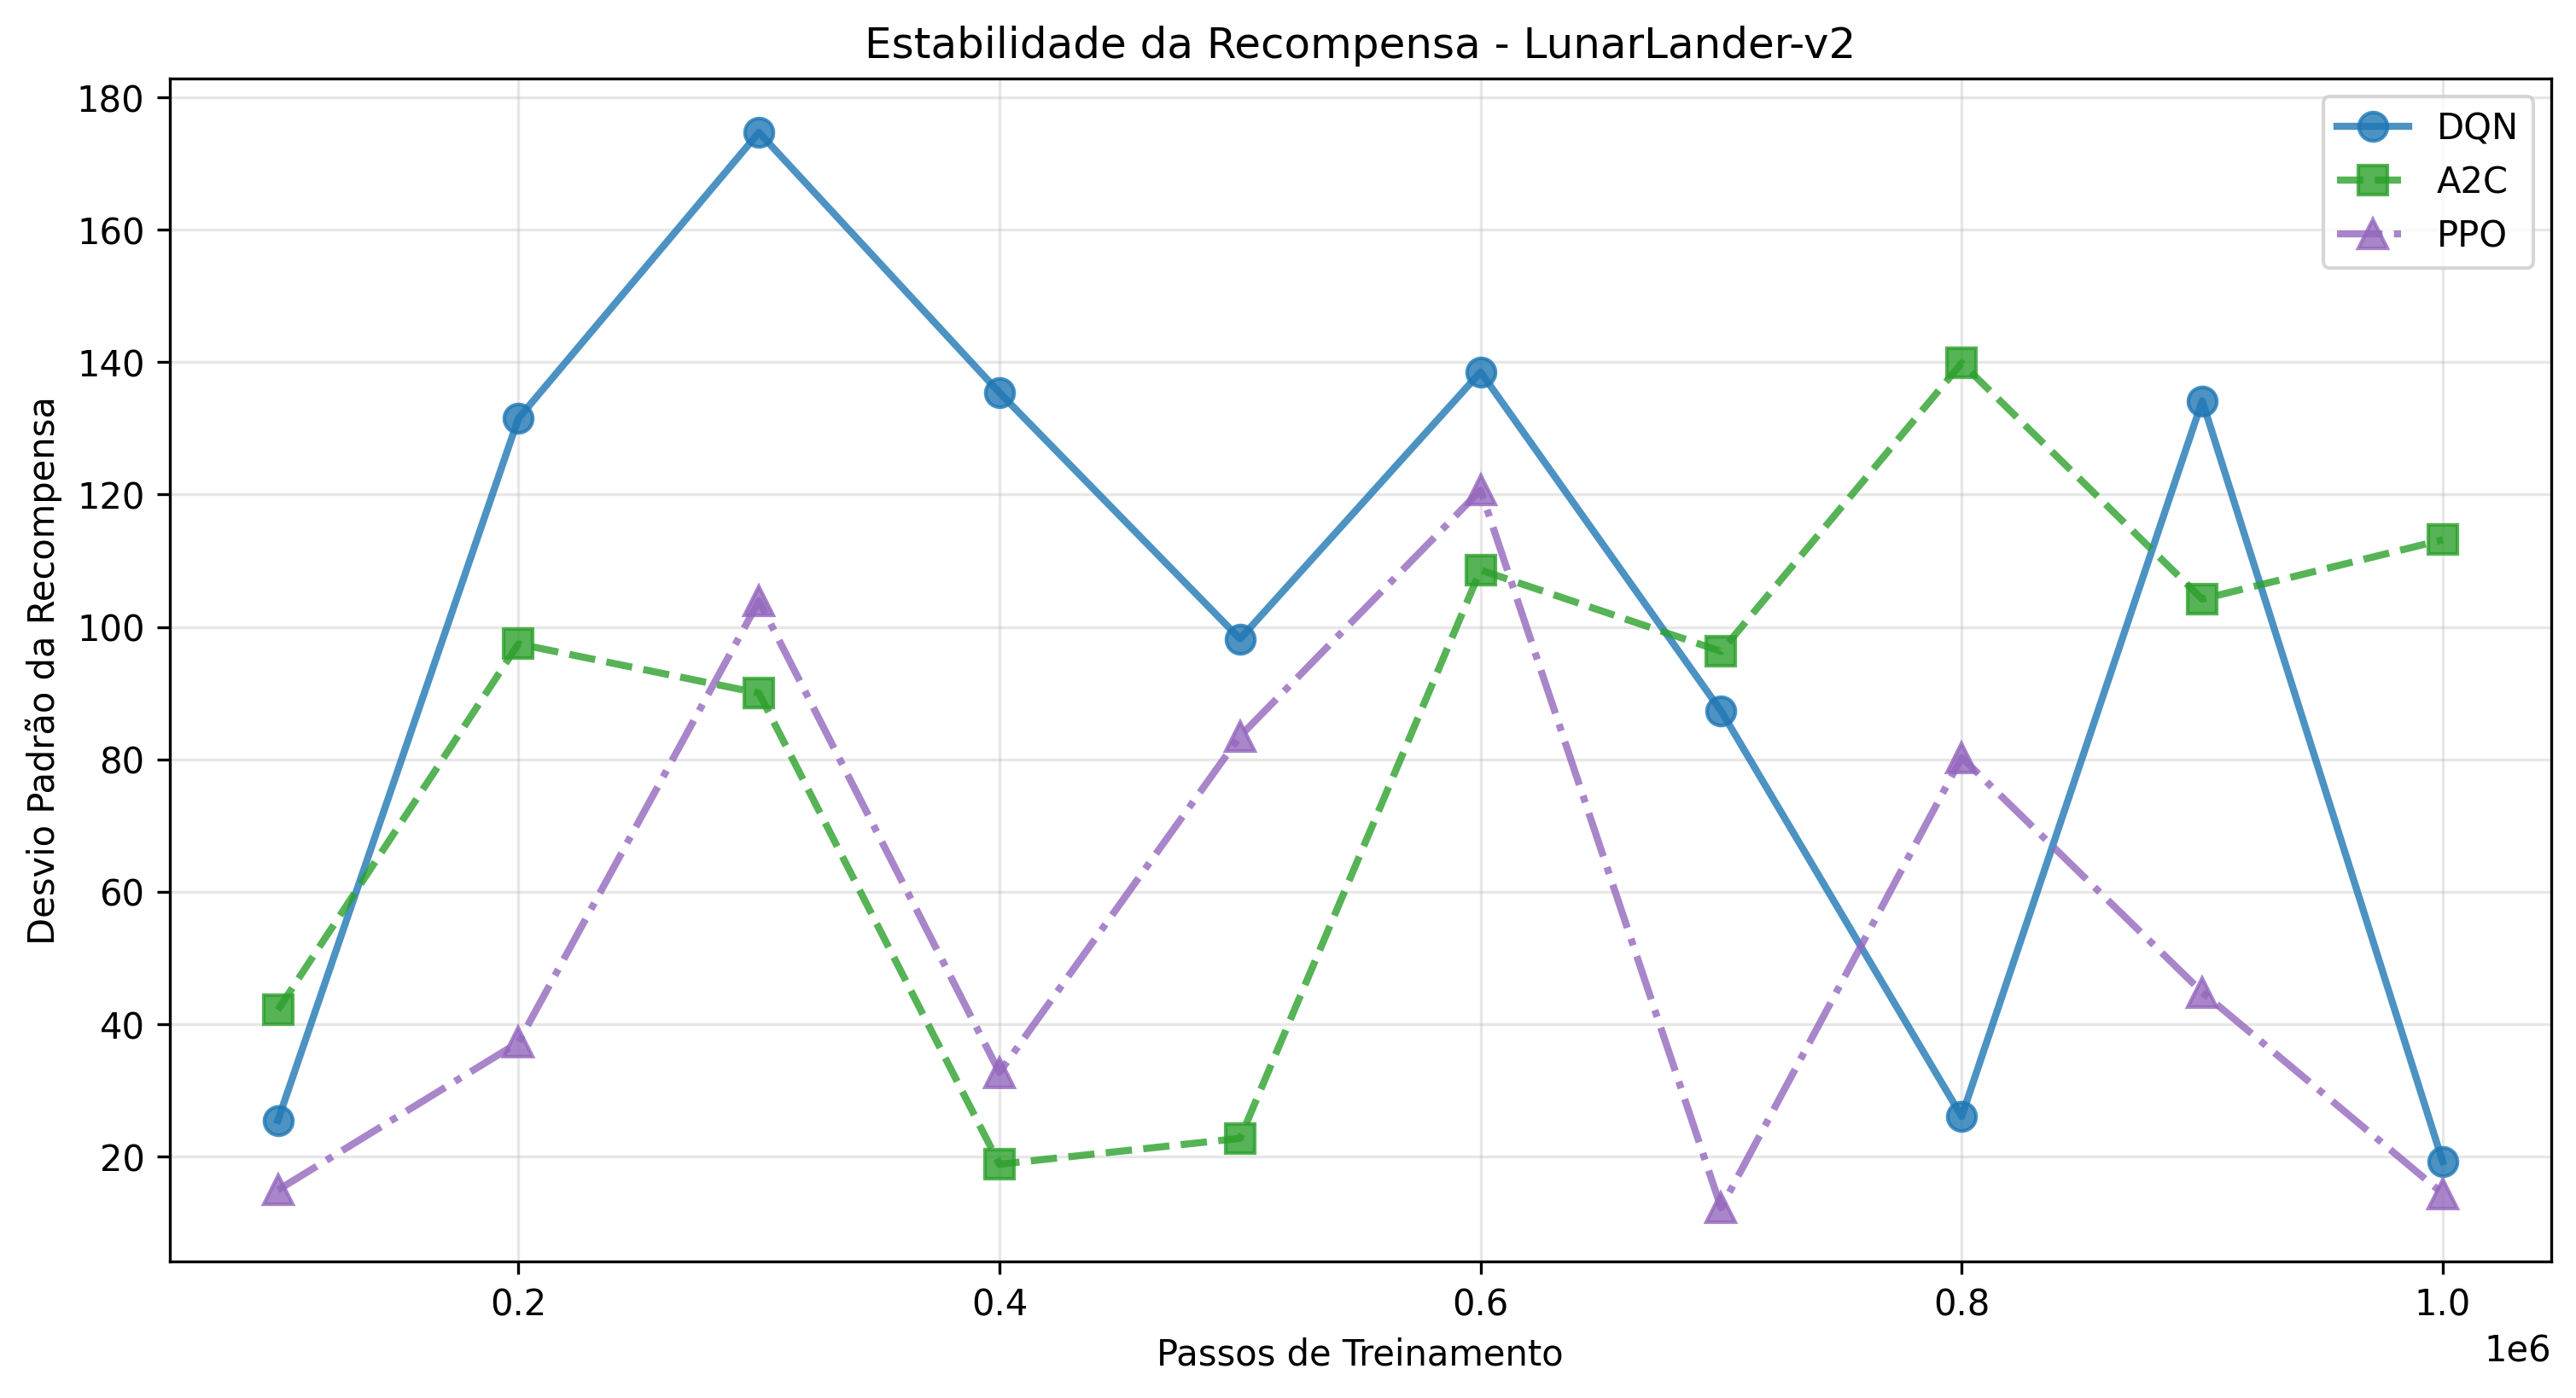 Estabilidade da Recompensa - LunarLander-v2
DQN
A2C
PPO
Desvio Padrão da Recompensa
180
160
140
120
100
80
60
40
20
0.2
0.4
0.6
0.8
1.0
1e6
Passos de Treinamento